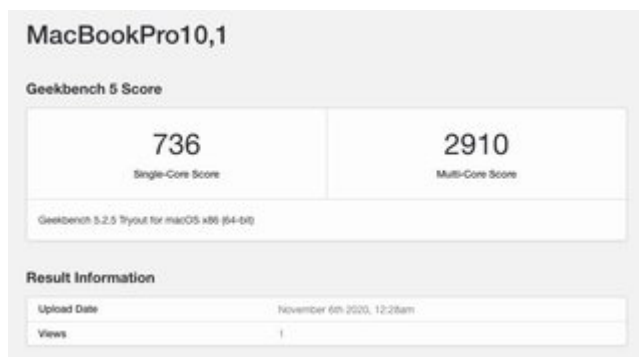 MacBookPro10,1
Geekbench 5 Score
736 2910
Single-Core Score Multi-Core Score
Geekbench 5.2.5 Tryout for macOS x86 (64-bit)
Result Information
Upload Date November 6th 2020, 12:28am
Views 1